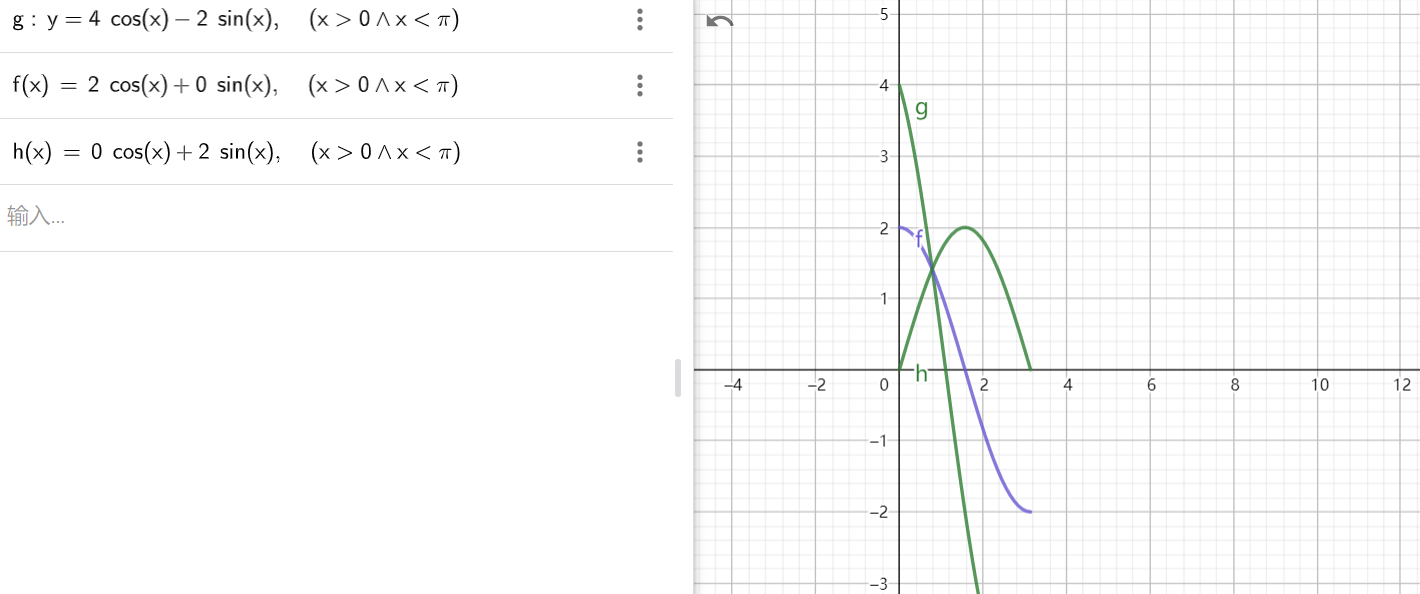 g : y = 4 cos(x) − 2 sin(x), (x > 0 ∧ x < π)
f(x) = 2 cos(x) + 0 sin(x), (x > 0 ∧ x < π)
h(x) = 0 cos(x) + 2 sin(x), (x > 0 ∧ x < π)
输入...
5
4
g
3
2
f
1
h
−4 −2 0 2 4 6 8 10 12
−1
−2
−3